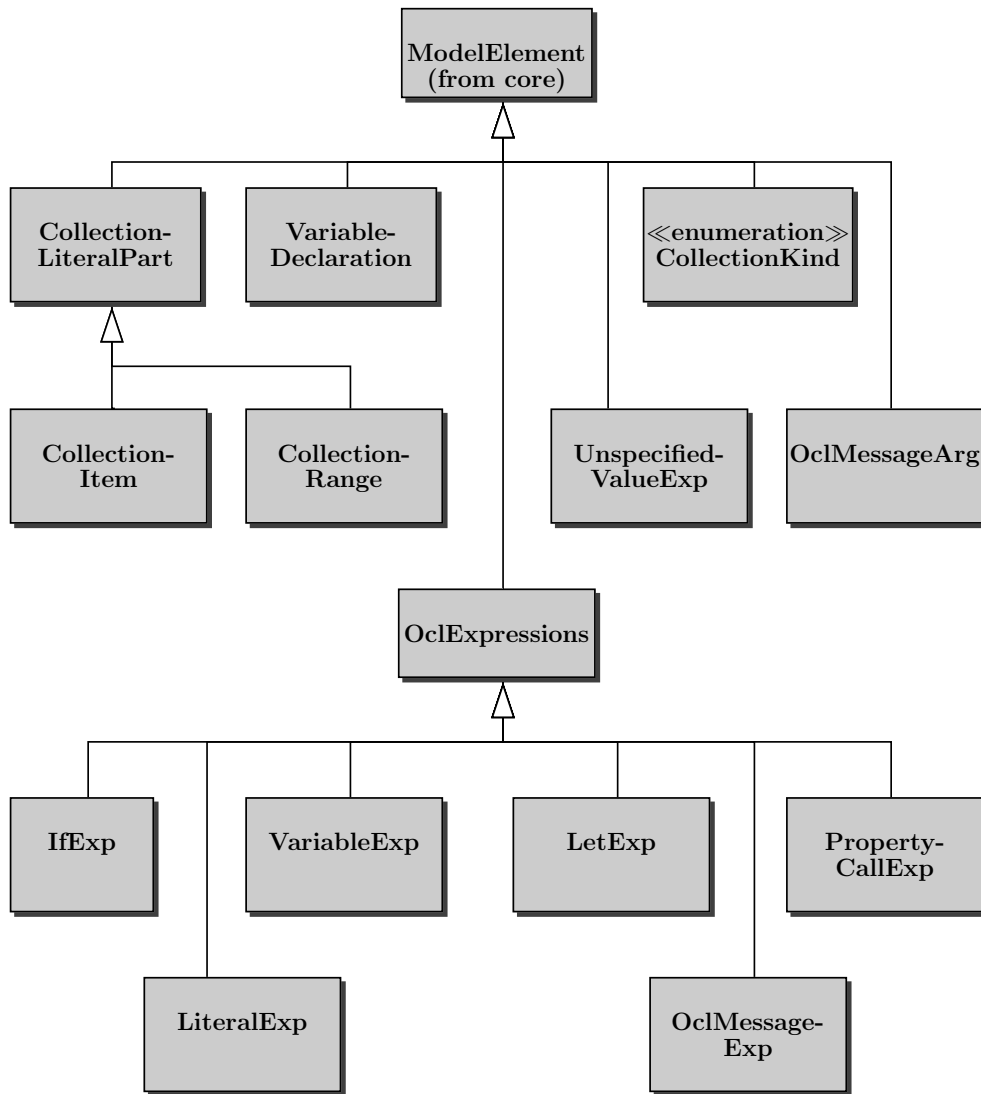 ModelElement
(from core)
Collection-
LiteralPart
Variable-
Declaration
≪enumeration≫
CollectionKind
Collection-
Item
Collection-
Range
Unspecified-
ValueExp
OclMessageArg
OclExpressions
IfExp
VariableExp
LetExp
Property-
CallExp
LiteralExp
OclMessage-
Exp